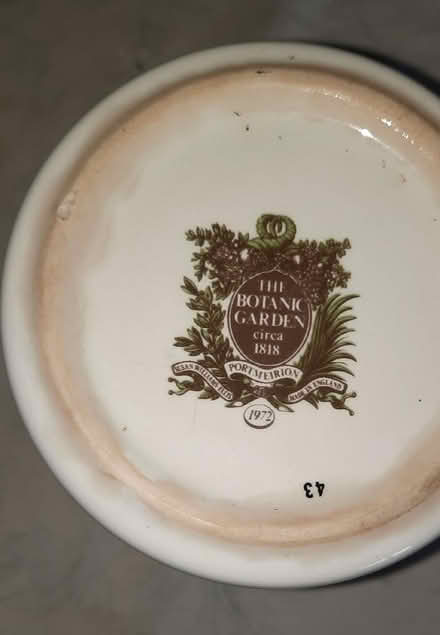 THE
BOTANIC
GARDEN
circa
1818
PORTMEIRION
SUSAN WILLIAMS-ELLIS
MADE IN ENGLAND
1972
43